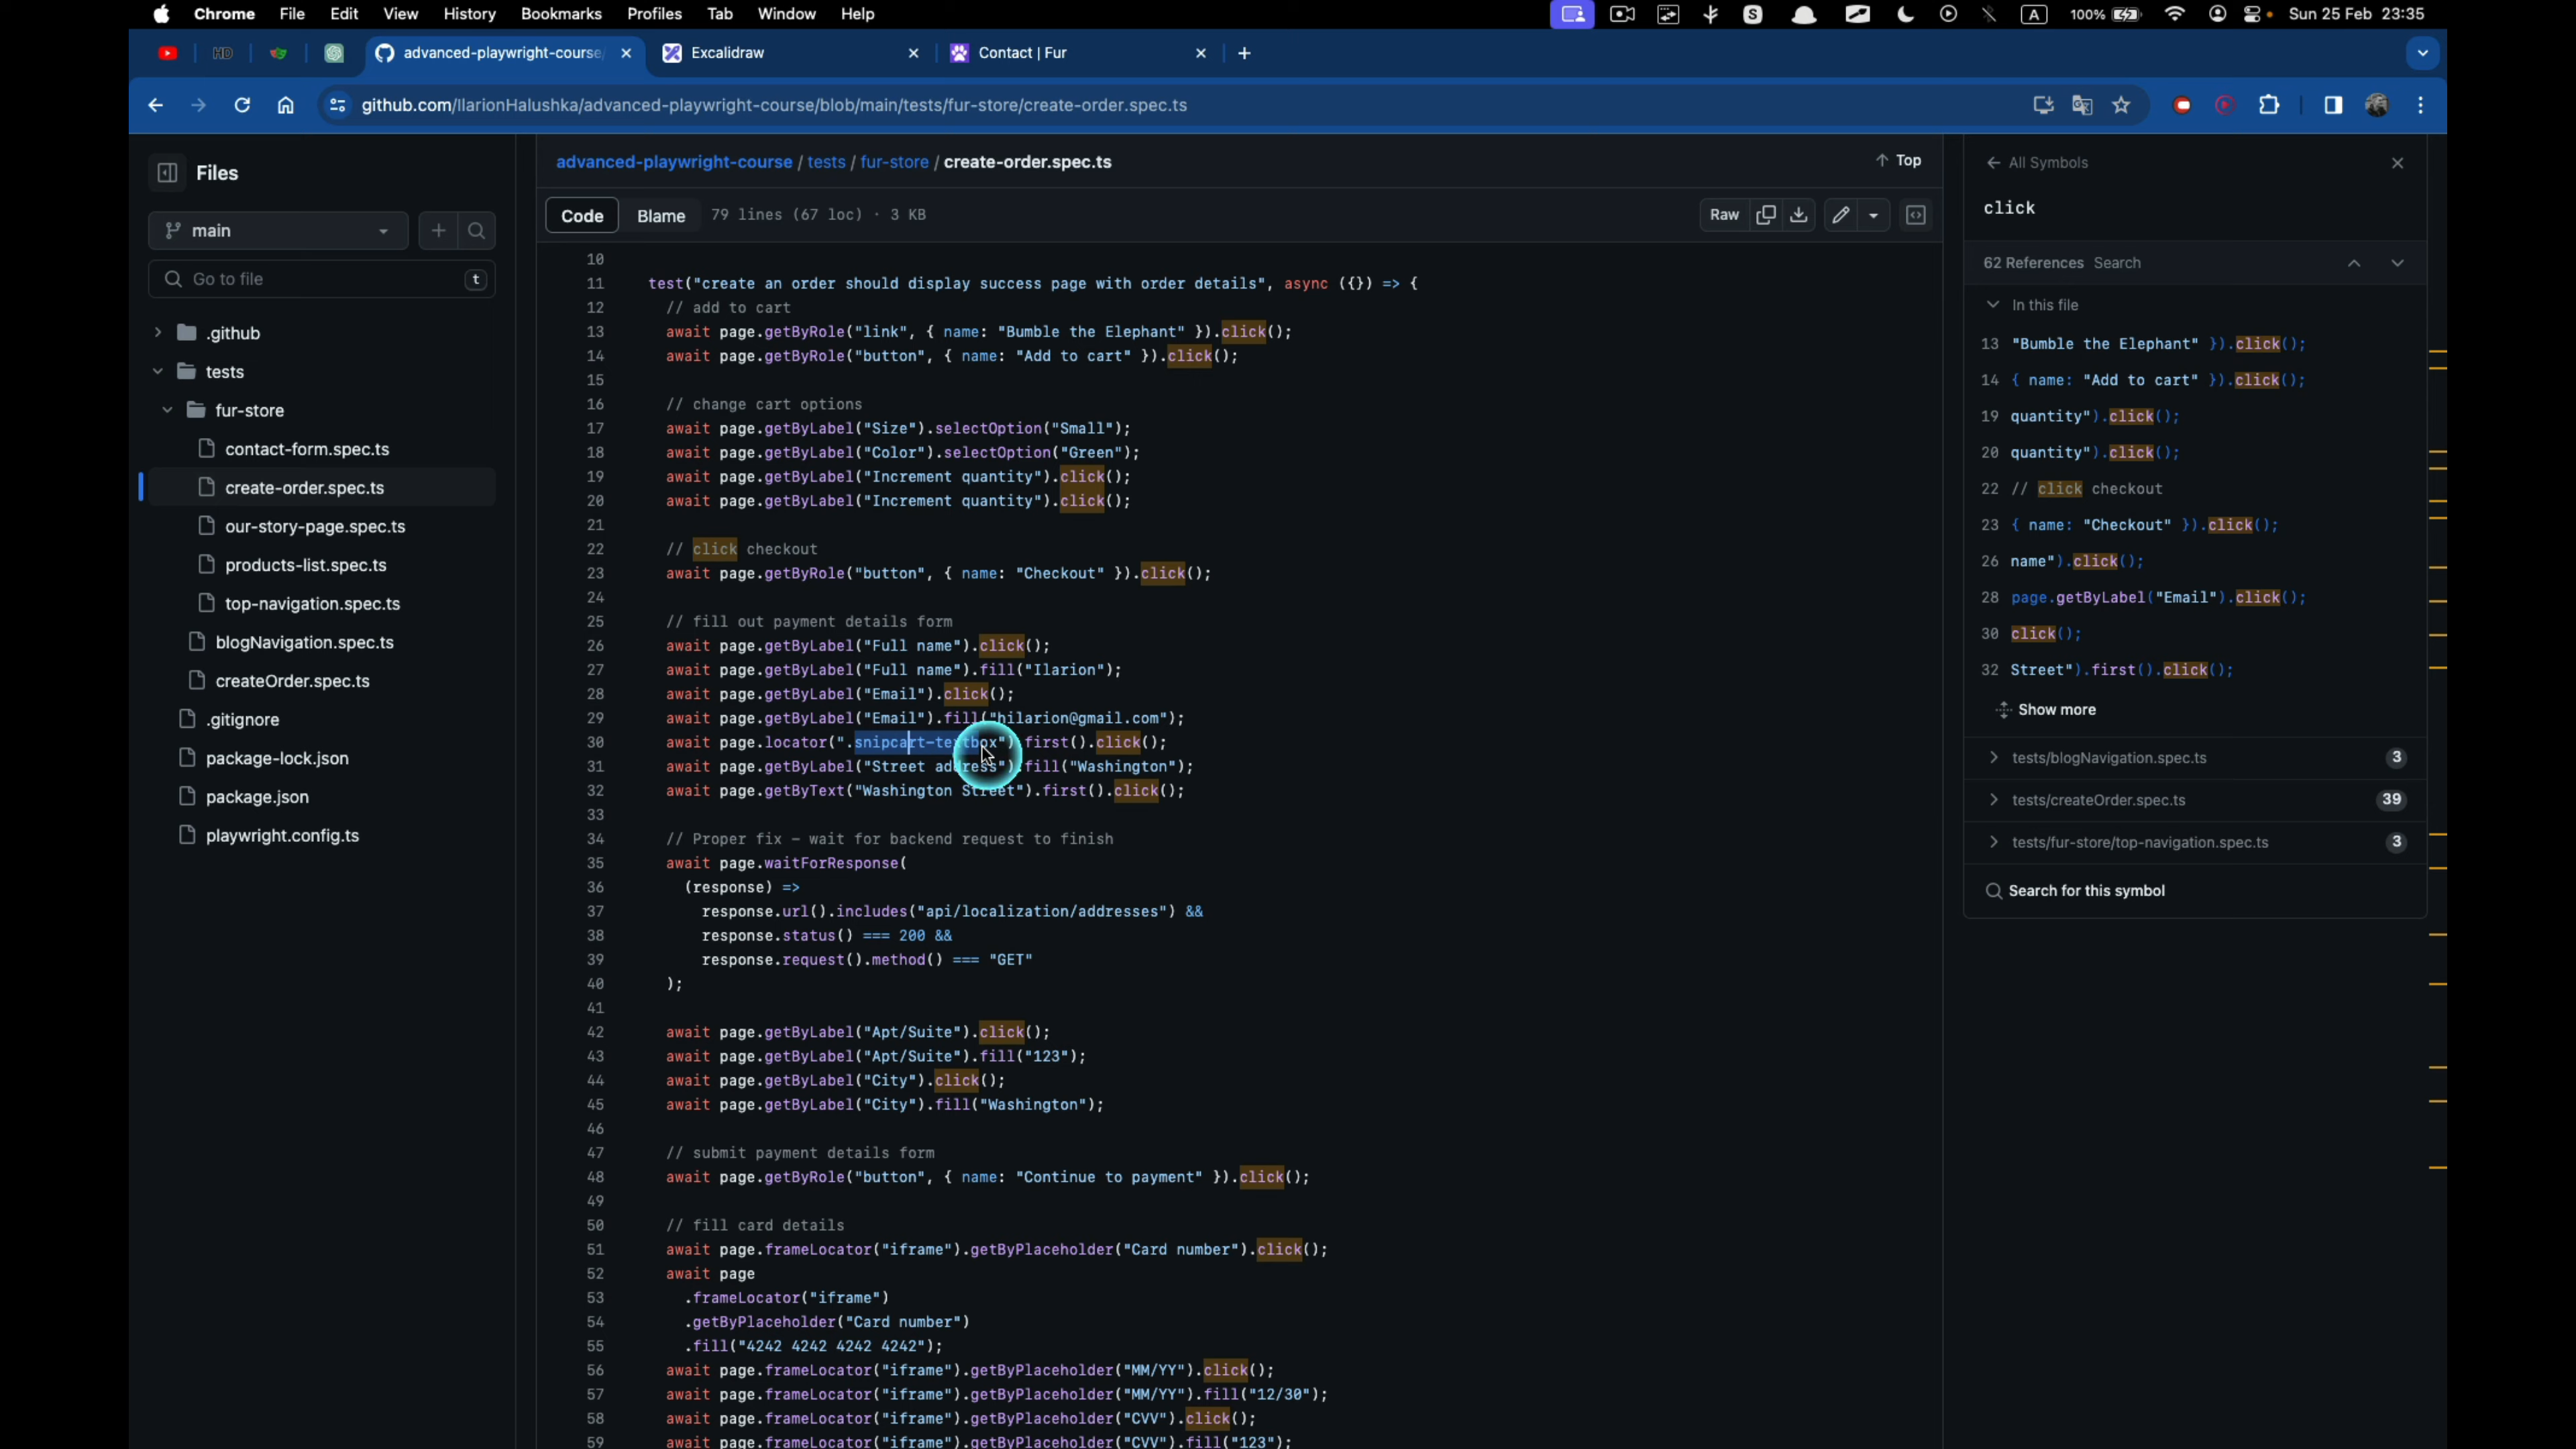 Chrome File Edit View History Bookmarks Profiles Tab Window Help
A 100% Sun 25 Feb 23:35
HD advanced-playwright-course/ Excalidraw Contact | Fur
github.com/IlarionHalushka/advanced-playwright-course/blob/main/tests/fur-store/create-order.spec.ts
Files
main
Go to file t
.github
tests
fur-store
contact-form.spec.ts
create-order.spec.ts
our-story-page.spec.ts
products-list.spec.ts
top-navigation.spec.ts
blogNavigation.spec.ts
createOrder.spec.ts
.gitignore
package-lock.json
package.json
playwright.config.ts
advanced-playwright-course / tests / fur-store / create-order.spec.ts
Top
Code Blame 79 lines (67 loc) · 3 KB
Raw
10
11 test("create an order should display success page with order details", async ({}) => {
12 // add to cart
13 await page.getByRole("link", { name: "Bumble the Elephant" }).click();
14 await page.getByRole("button", { name: "Add to cart" }).click();
15
16 // change cart options
17 await page.getByLabel("Size").selectOption("Small");
18 await page.getByLabel("Color").selectOption("Green");
19 await page.getByLabel("Increment quantity").click();
20 await page.getByLabel("Increment quantity").click();
21
22 // click checkout
23 await page.getByRole("button", { name: "Checkout" }).click();
24
25 // fill out payment details form
26 await page.getByLabel("Full name").click();
27 await page.getByLabel("Full name").fill("Ilarion");
28 await page.getByLabel("Email").click();
29 await page.getByLabel("Email").fill("hilarion@gmail.com");
30 await page.locator(".snipcart-textbox").first().click();
31 await page.getByLabel("Street address").fill("Washington");
32 await page.getByText("Washington Street").first().click();
33
34 // Proper fix – wait for backend request to finish
35 await page.waitForResponse(
36 (response) =>
37 response.url().includes("api/localization/addresses") &&
38 response.status() === 200 &&
39 response.request().method() === "GET"
40 );
41
42 await page.getByLabel("Apt/Suite").click();
43 await page.getByLabel("Apt/Suite").fill("123");
44 await page.getByLabel("City").click();
45 await page.getByLabel("City").fill("Washington");
46
47 // submit payment details form
48 await page.getByRole("button", { name: "Continue to payment" }).click();
49
50 // fill card details
51 await page.frameLocator("iframe").getByPlaceholder("Card number").click();
52 await page
53 .frameLocator("iframe")
54 .getByPlaceholder("Card number")
55 .fill("4242 4242 4242 4242");
56 await page.frameLocator("iframe").getByPlaceholder("MM/YY").click();
57 await page.frameLocator("iframe").getByPlaceholder("MM/YY").fill("12/30");
58 await page.frameLocator("iframe").getByPlaceholder("CVV").click();
59 await page.frameLocator("iframe").getByPlaceholder("CVV").fill("123");
All Symbols
click
62 References Search
In this file
13 "Bumble the Elephant" }).click();
14 { name: "Add to cart" }).click();
19 quantity").click();
20 quantity").click();
22 // click checkout
23 { name: "Checkout" }).click();
26 name").click();
28 page.getByLabel("Email").click();
30 click();
32 Street").first().click();
Show more
tests/blogNavigation.spec.ts 3
tests/createOrder.spec.ts 39
tests/fur-store/top-navigation.spec.ts 3
Search for this symbol